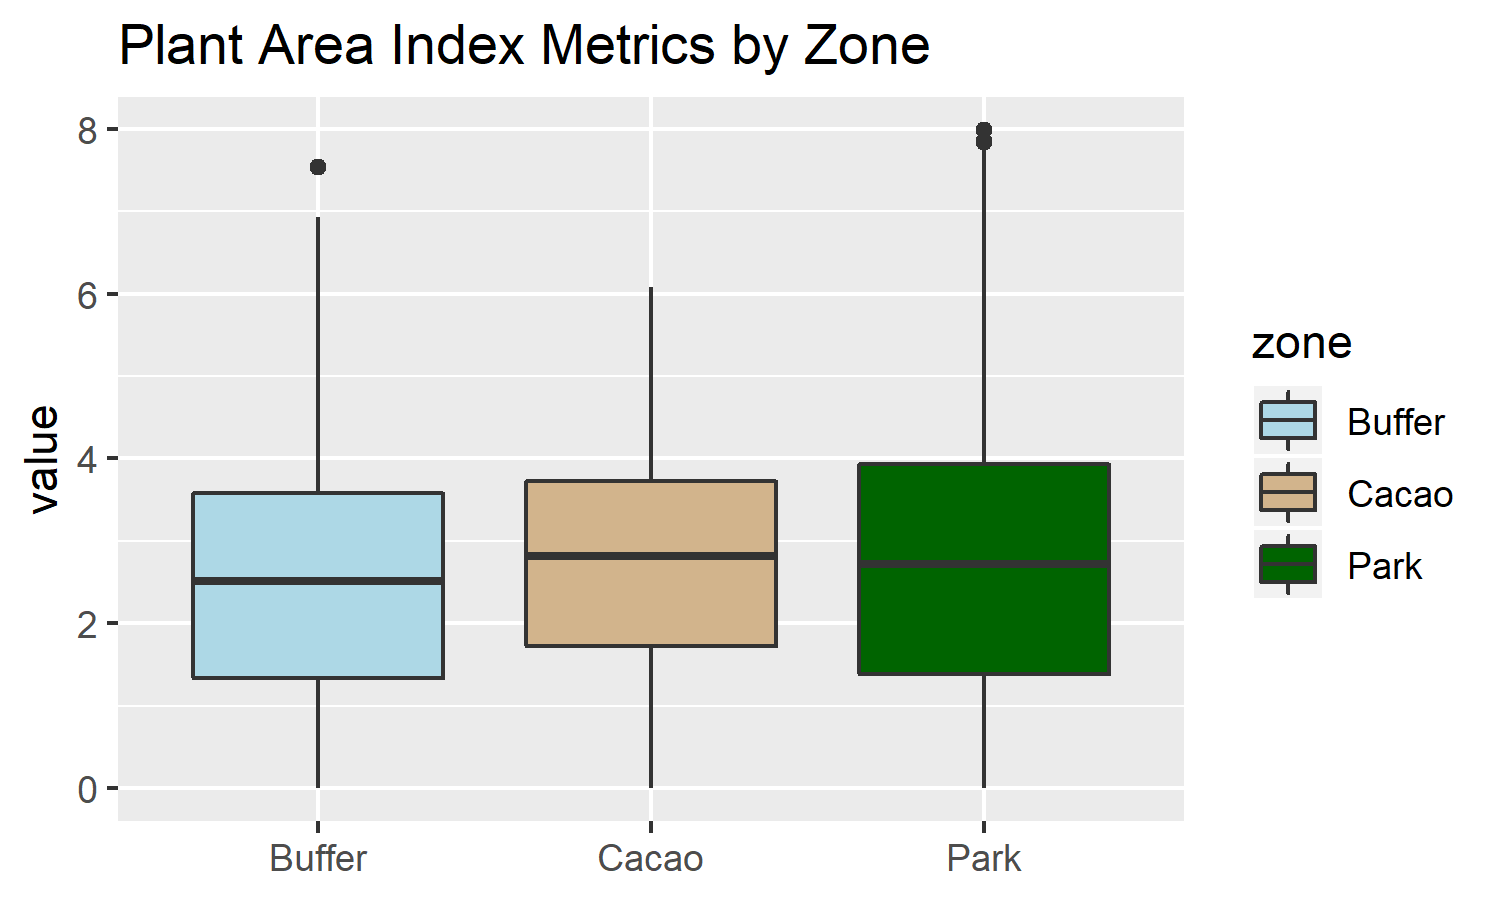 Plant Area Index Metrics by Zone
value
8
6
4
2
0
Buffer
Cacao
Park
zone
Buffer
Cacao
Park